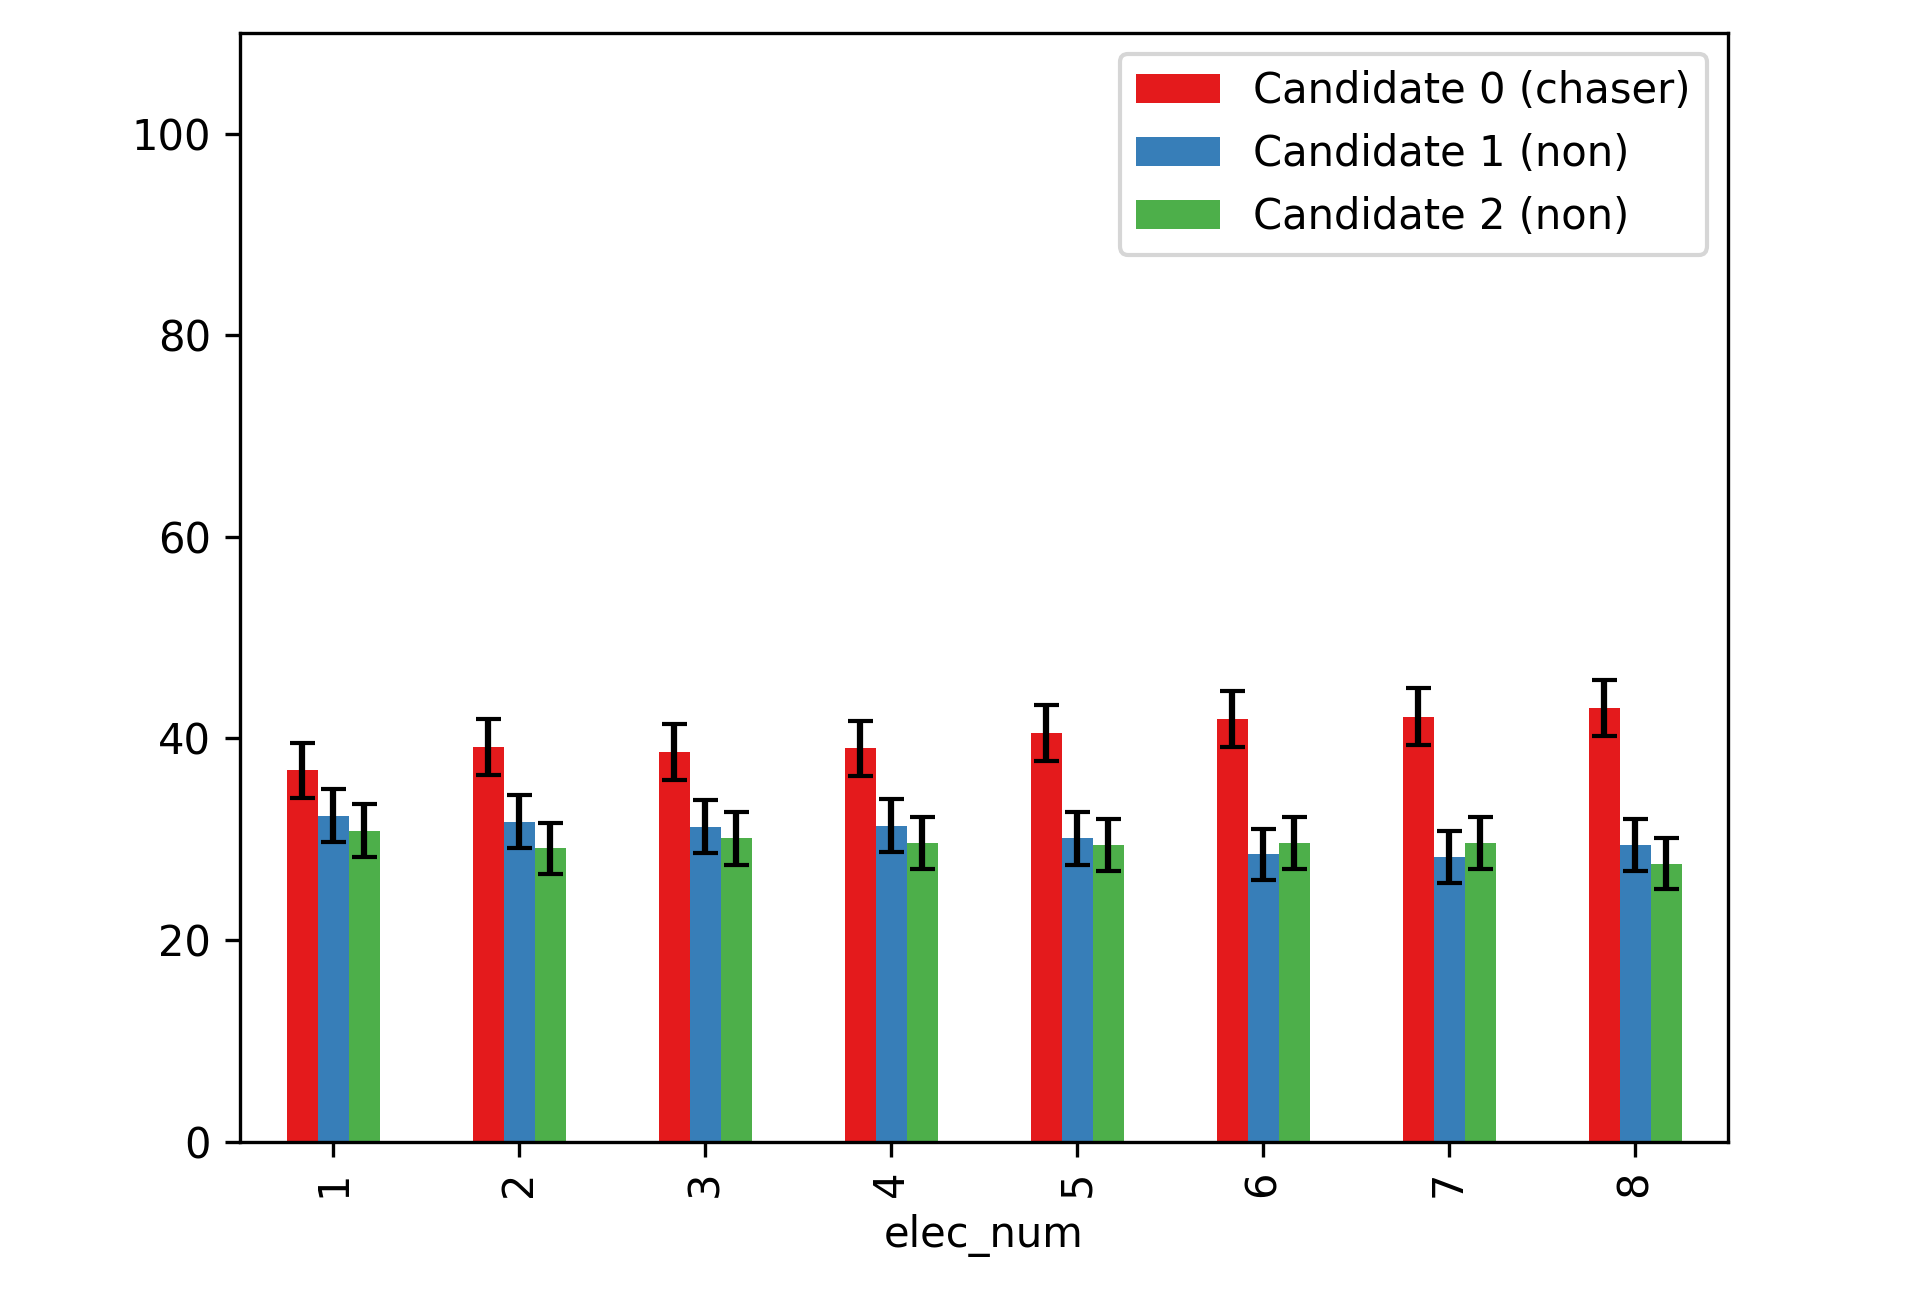 Candidate 0 (chaser)
Candidate 1 (non)
Candidate 2 (non)
100
80
60
40
20
0
1 2 3 4 5 6 7 8
elec_num